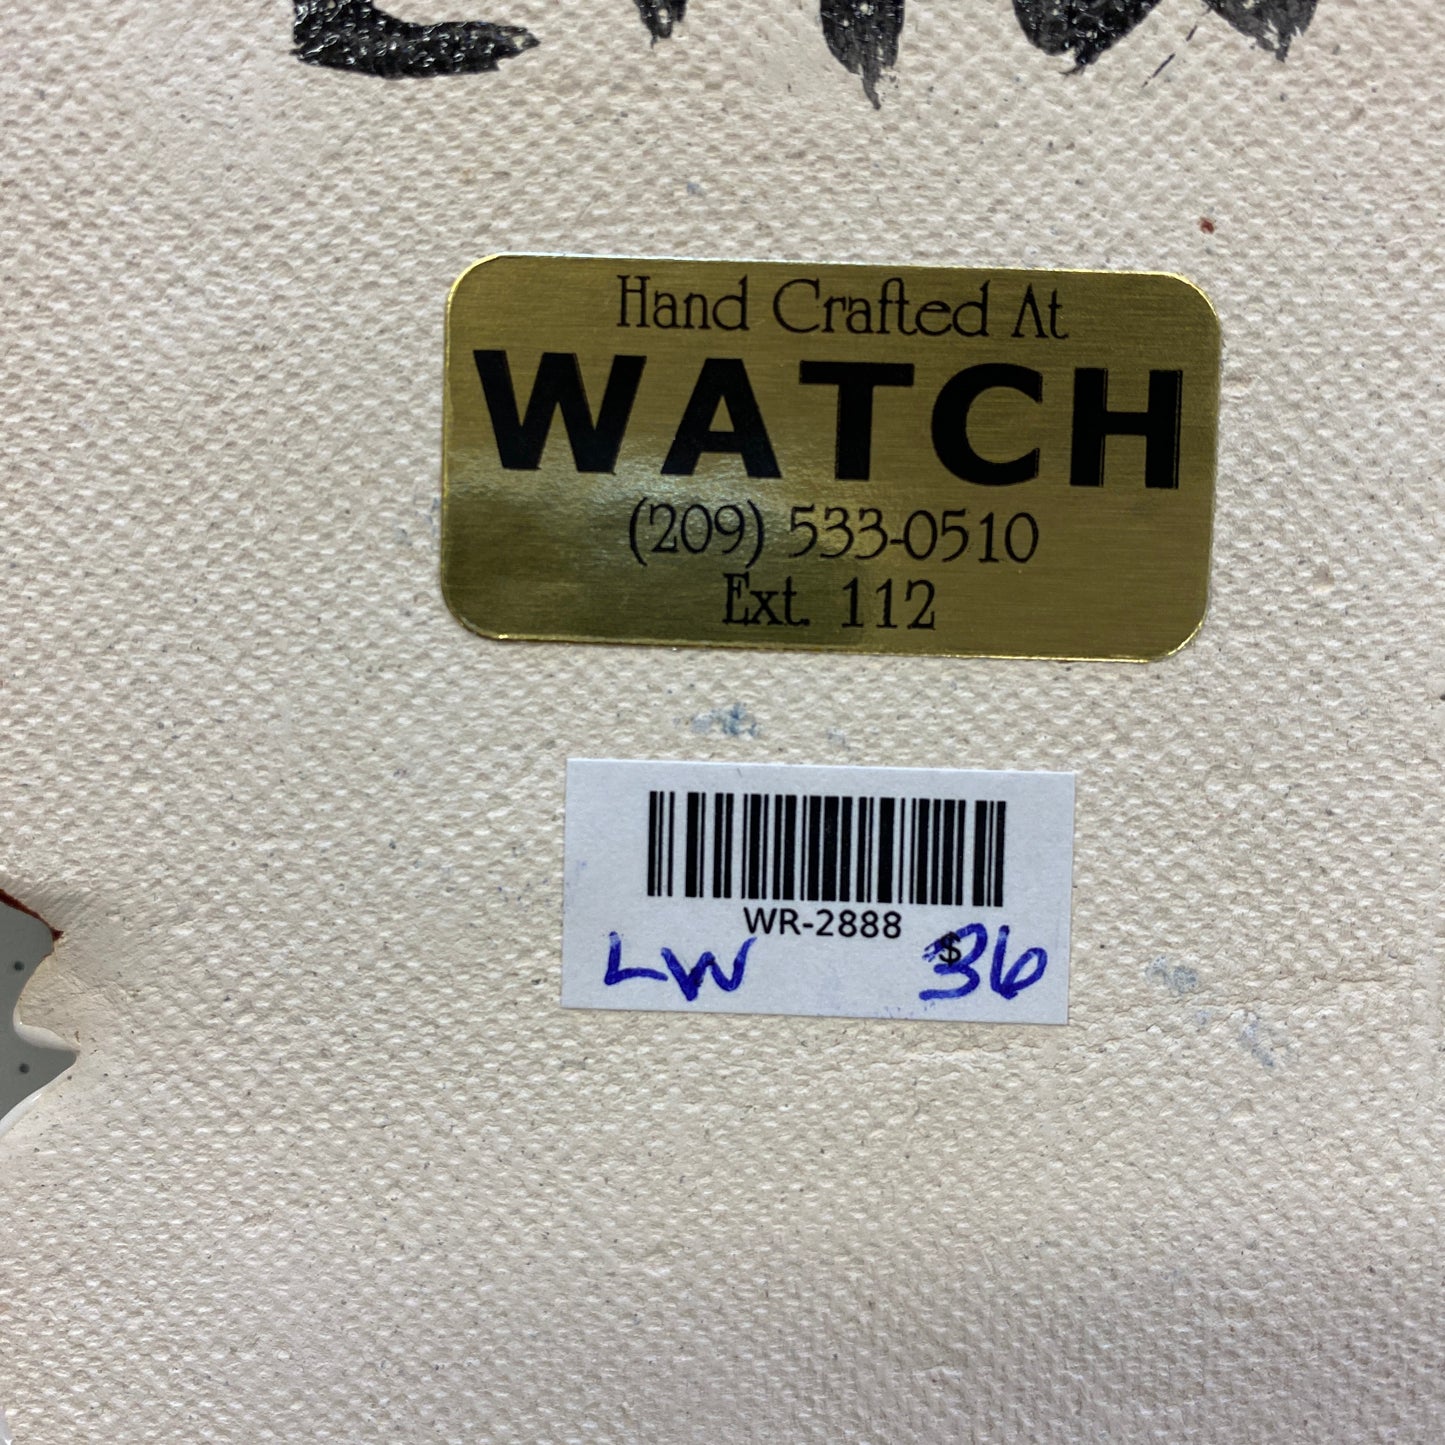 Hand Crafted At
WATCH
(209) 533-0510
Ext. 112
WR-2888
LW $36